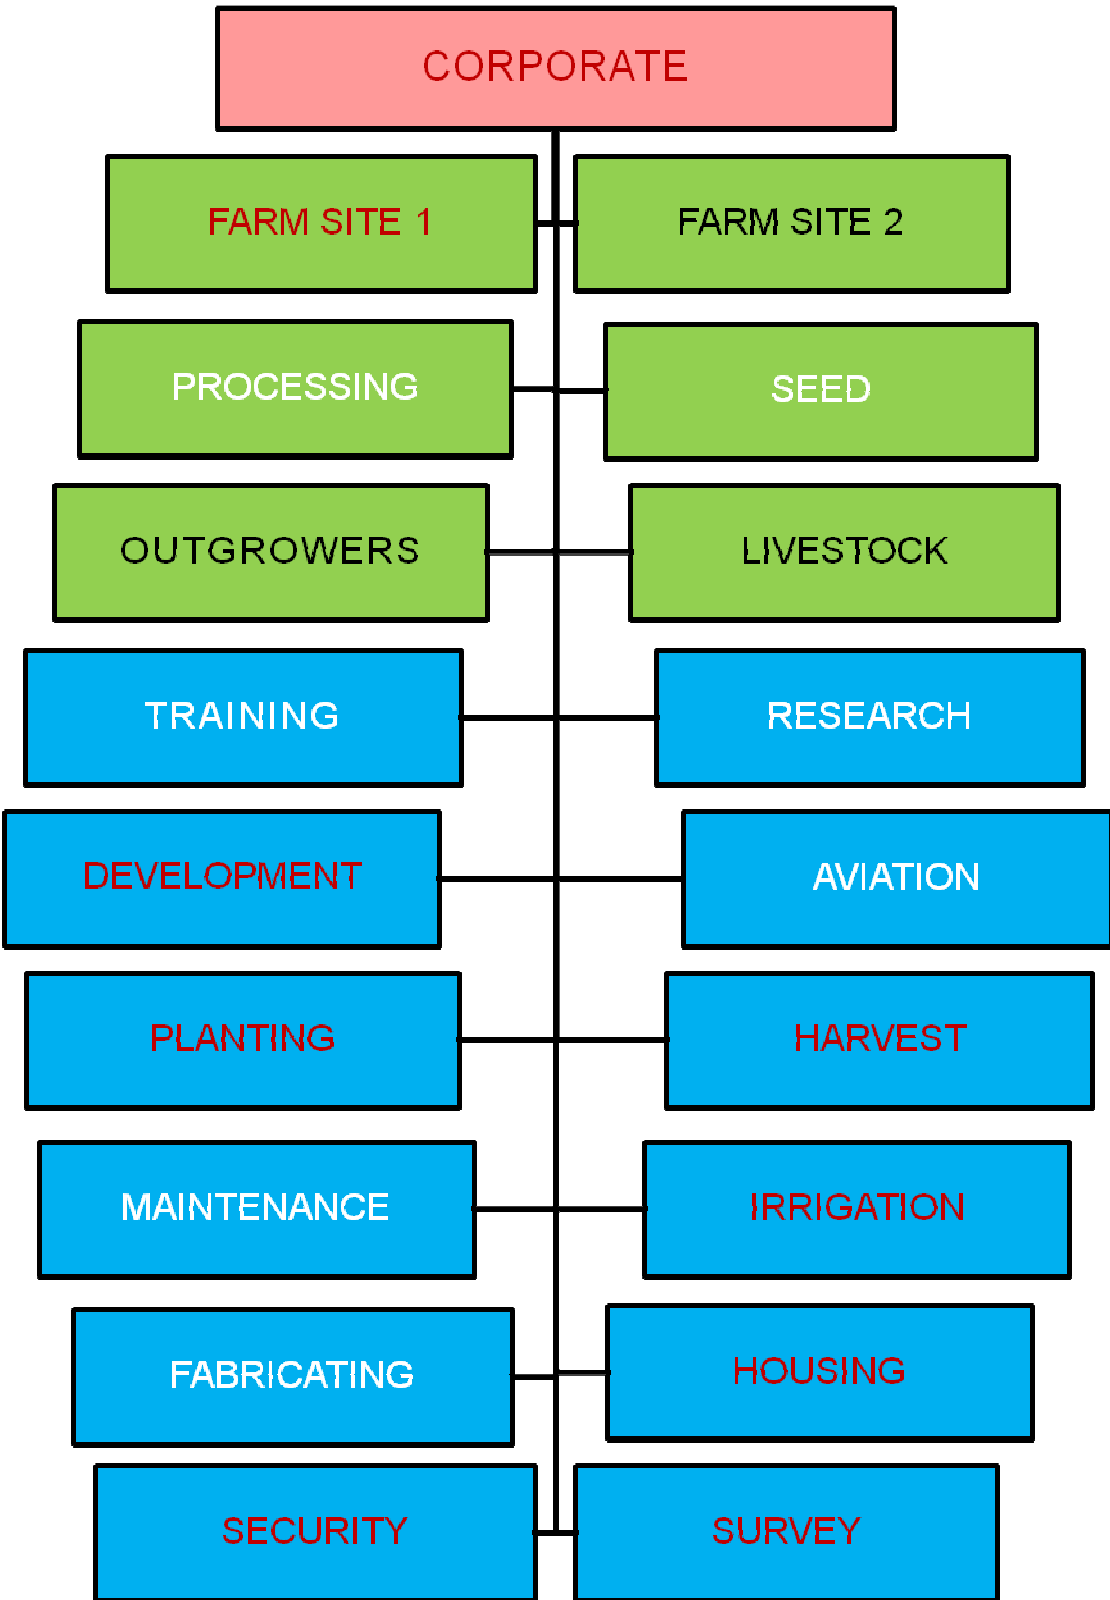 CORPORATE
FARM SITE 1
FARM SITE 2
PROCESSING
SEED
OUTGROWERS
LIVESTOCK
TRAINING
RESEARCH
DEVELOPMENT
AVIATION
PLANTING
HARVEST
MAINTENANCE
IRRIGATION
FABRICATING
HOUSING
SECURITY
SURVEY